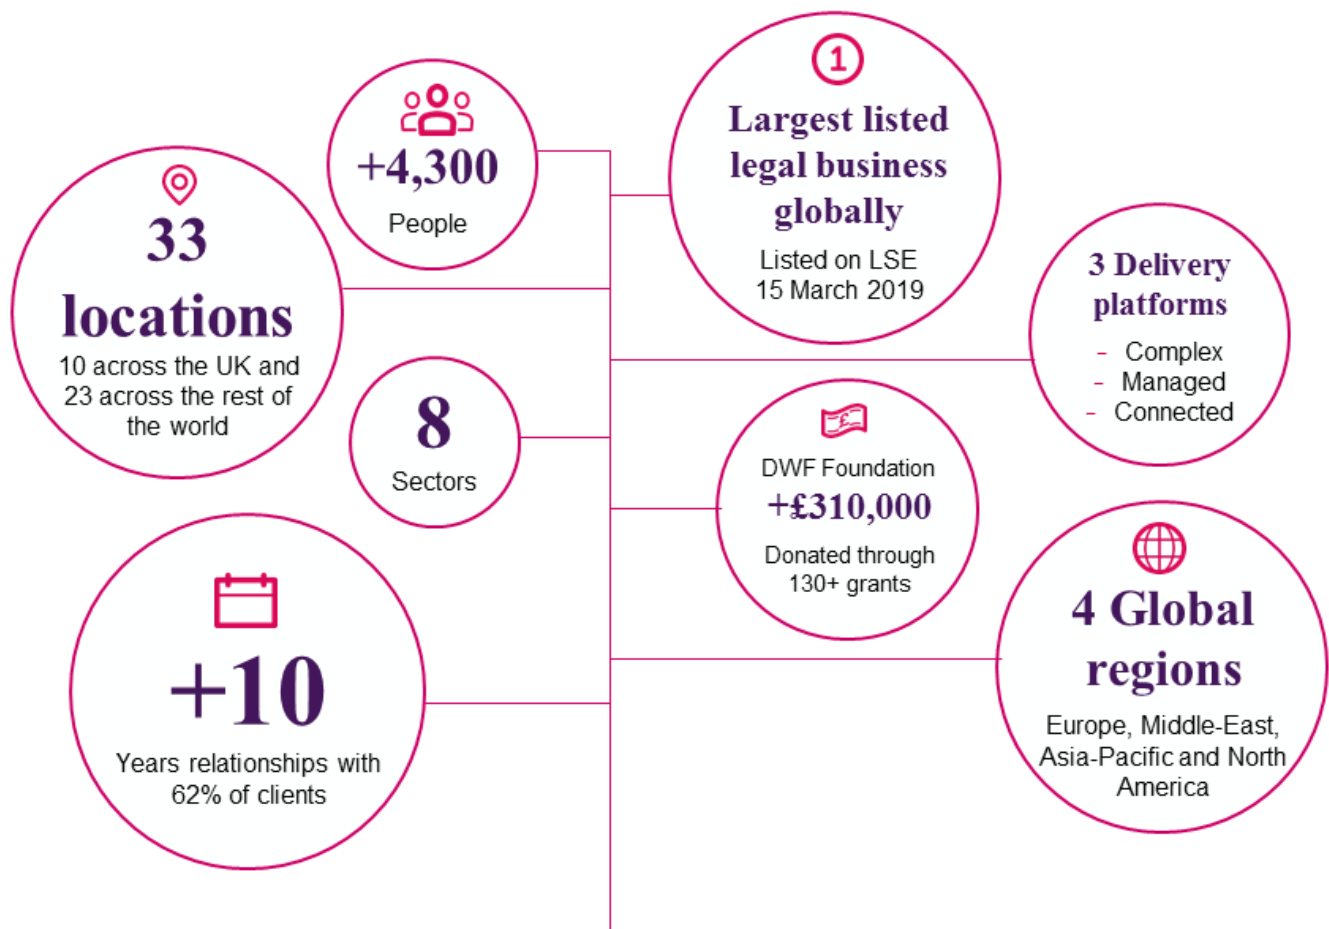 +4,300
People
33
locations
10 across the UK and
23 across the rest of
the world
8
Sectors
+10
Years relationships with
62% of clients
1
Largest listed
legal business
globally
Listed on LSE
15 March 2019
3 Delivery
platforms
- Complex
- Managed
- Connected
£
DWF Foundation
+£310,000
Donated through
130+ grants
4 Global
regions
Europe, Middle-East,
Asia-Pacific and North
America